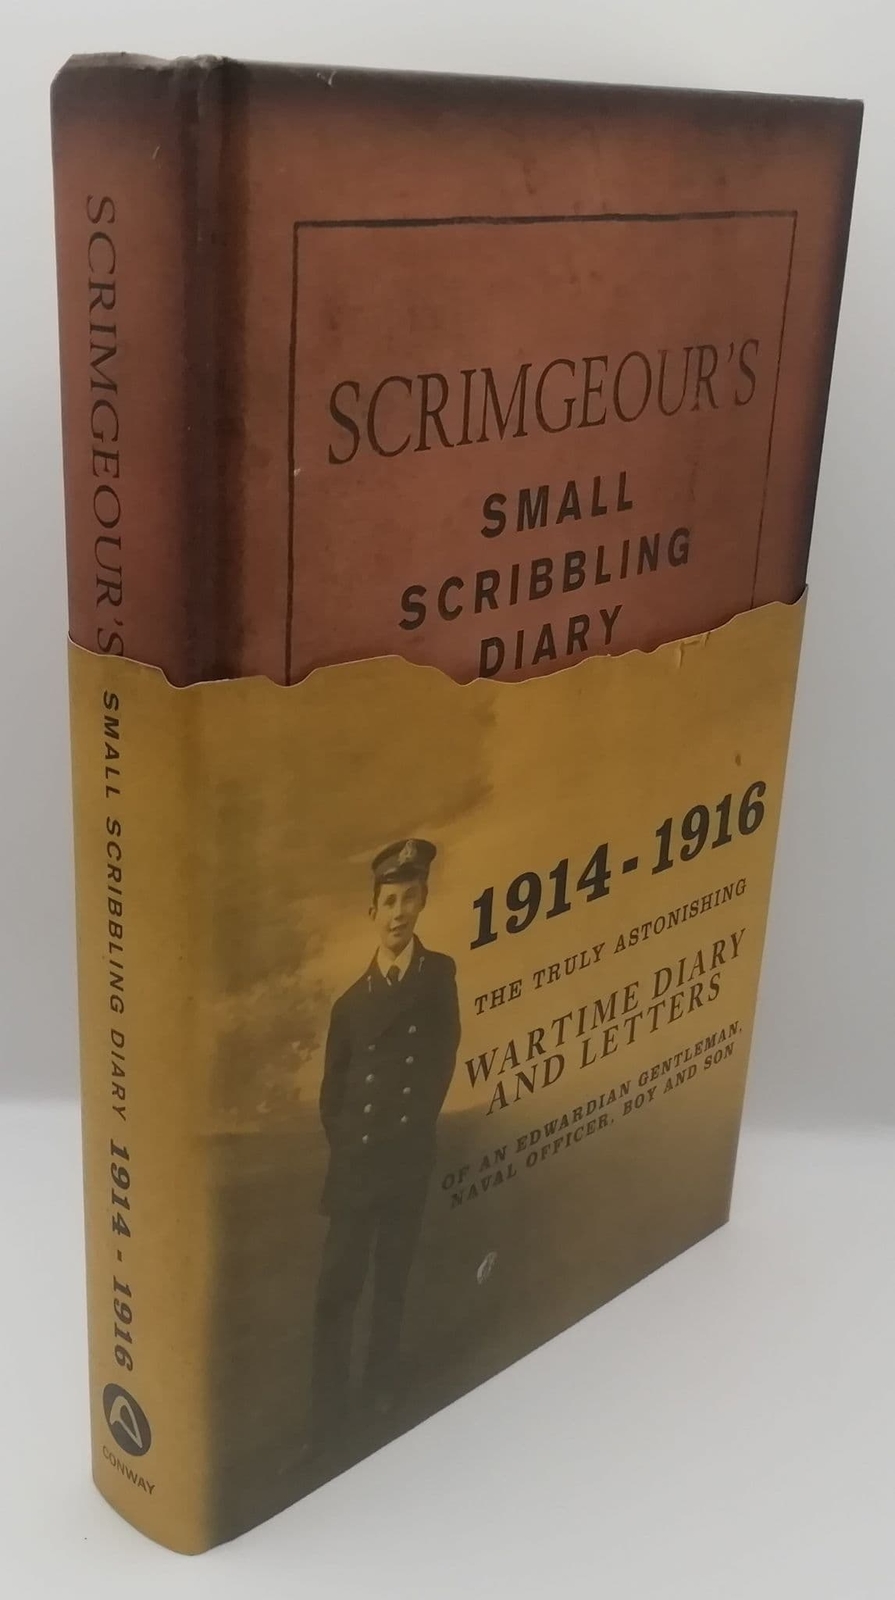 SCRIMGEOUR'S SMALL SCRIBBLING DIARY 1914 - 1916
CONWAY
SCRIMGEOUR'S
SMALL
SCRIBBLING
DIARY
1914 - 1916
THE TRULY ASTONISHING
WARTIME DIARY
AND LETTERS
OF AN EDWARDIAN GENTLEMAN,
NAVAL OFFICER, BOY AND SON